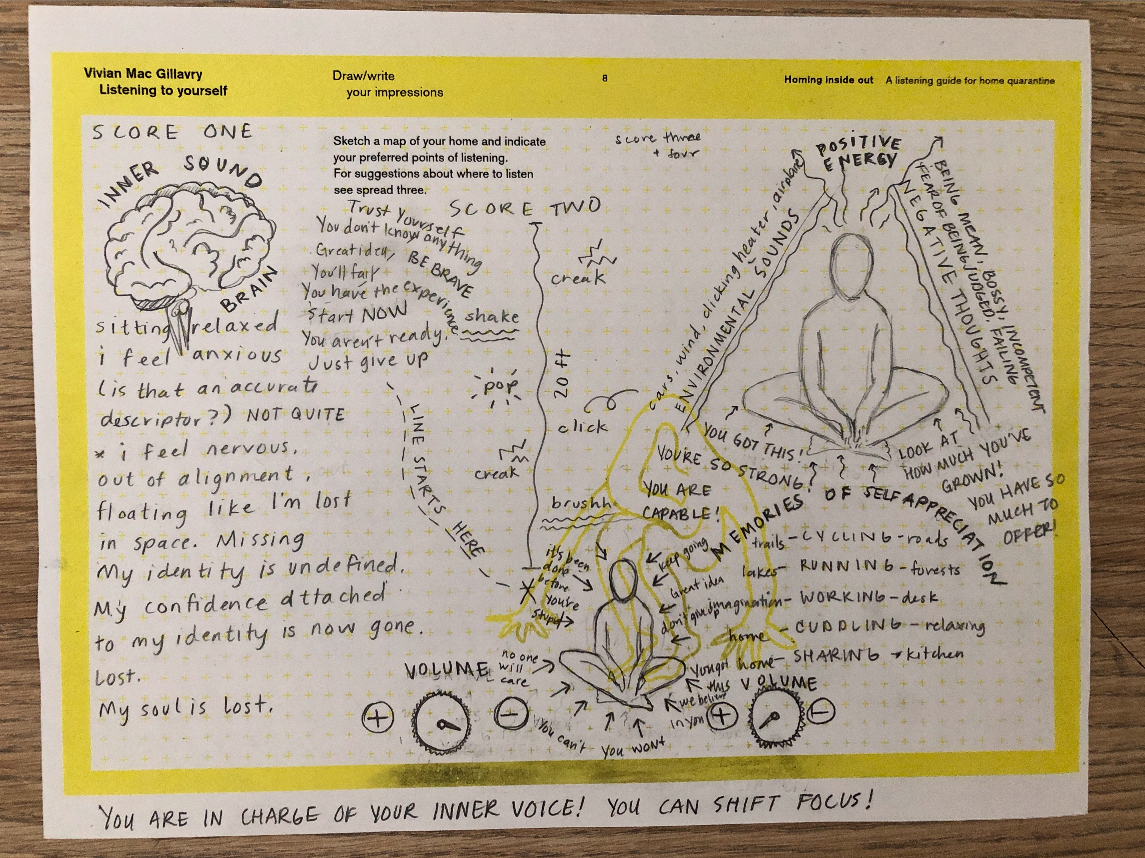 Vivian Mac Gillavry
Listening to yourself
Draw/write
your impressions
8
Homing inside out A listening guide for home quarantine
SCORE ONE
INNER SOUND
BRAIN
sitting relaxed
i feel anxious
(is that an accurate
descriptor?) NOT QUITE
* i feel nervous,
out of alignment,
floating like I'm lost
in space. Missing
My identity is undefined.
My confidence attached
to my identity is now gone.
Lost.
My soul is lost.
Sketch a map of your home and indicate
your preferred points of listening.
For suggestions about where to listen
see spread three.
Trust yourself
You don't know anything
Great idea,
BE BRAVE
You'll fail
You have the experience
Start NOW
You aren't ready.
Just give up
LINE STARTS HERE
SCORE TWO
creak
shake
20 ft
pop
click
creak
brushh
score three
+ four
POSITIVE
ENERGY
cars, wind, clicking heater, airplane
ENVIRONMENTAL SOUNDS
BEING MEAN, BOSSY, INCOMPETENT
FEAR OF BEING JUDGED, FAILING
NEGATIVE THOUGHTS
YOU GOT THIS!
YOU'RE SO STRONG!
YOU ARE
CAPABLE!
LOOK AT
HOW MUCH YOU'VE
GROWN!
YOU HAVE SO
MUCH TO
OFFER!
MEMORIES OF SELF APPRECIATION
trails - CYCLING - roads
lakes - RUNNING - forests
imagination - WORKING - desk
home - CUDDLING - relaxing
home - SHARING → kitchen
it's been
done
before
You're
stupid
keep going
Great idea
don't give up
no one
will
care
You got
this
we believe
in you
You can't
You won't
VOLUME
+
-
VOLUME
+
-
YOU ARE IN CHARGE OF YOUR INNER VOICE! YOU CAN SHIFT FOCUS!